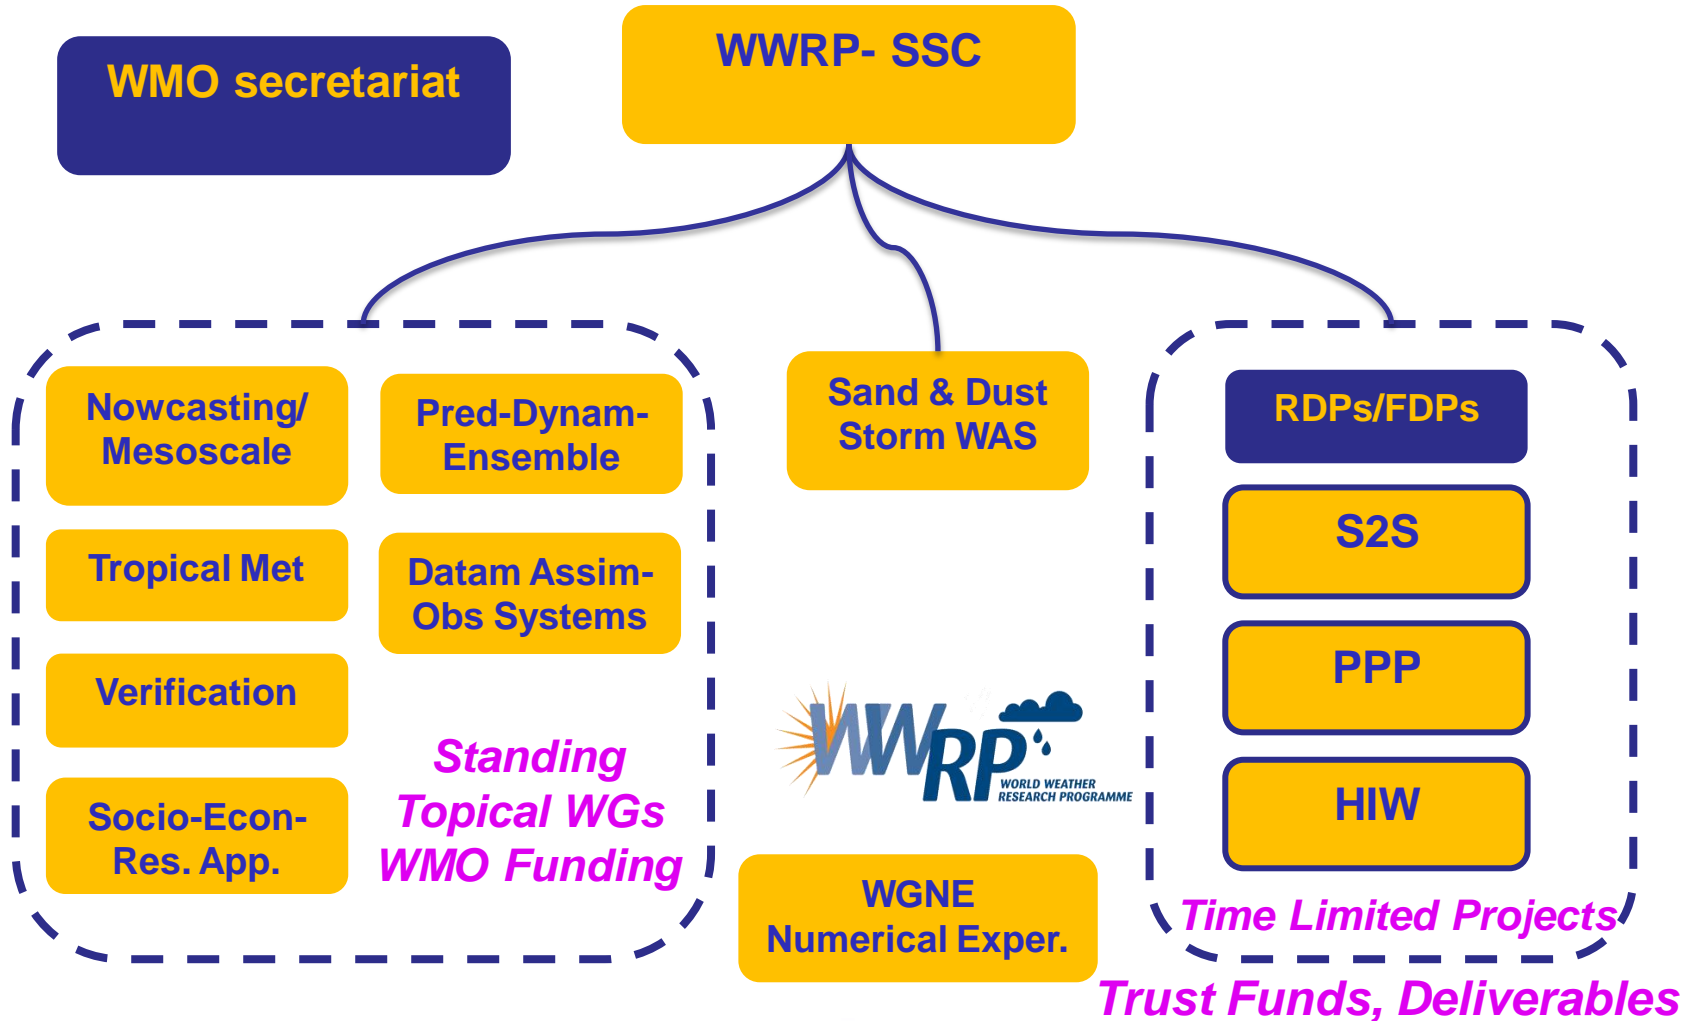 WMO secretariat
WWRP- SSC
Nowcasting/
Mesoscale
Pred-Dynam-
Ensemble
Tropical Met
Datam Assim-
Obs Systems
Verification
Socio-Econ-
Res. App.
Standing
Topical WGs
WMO Funding
Sand & Dust
Storm WAS
WWRP
WORLD WEATHER
RESEARCH PROGRAMME
WGNE
Numerical Exper.
RDPs/FDPs
S2S
PPP
HIW
Time Limited Projects
Trust Funds, Deliverables